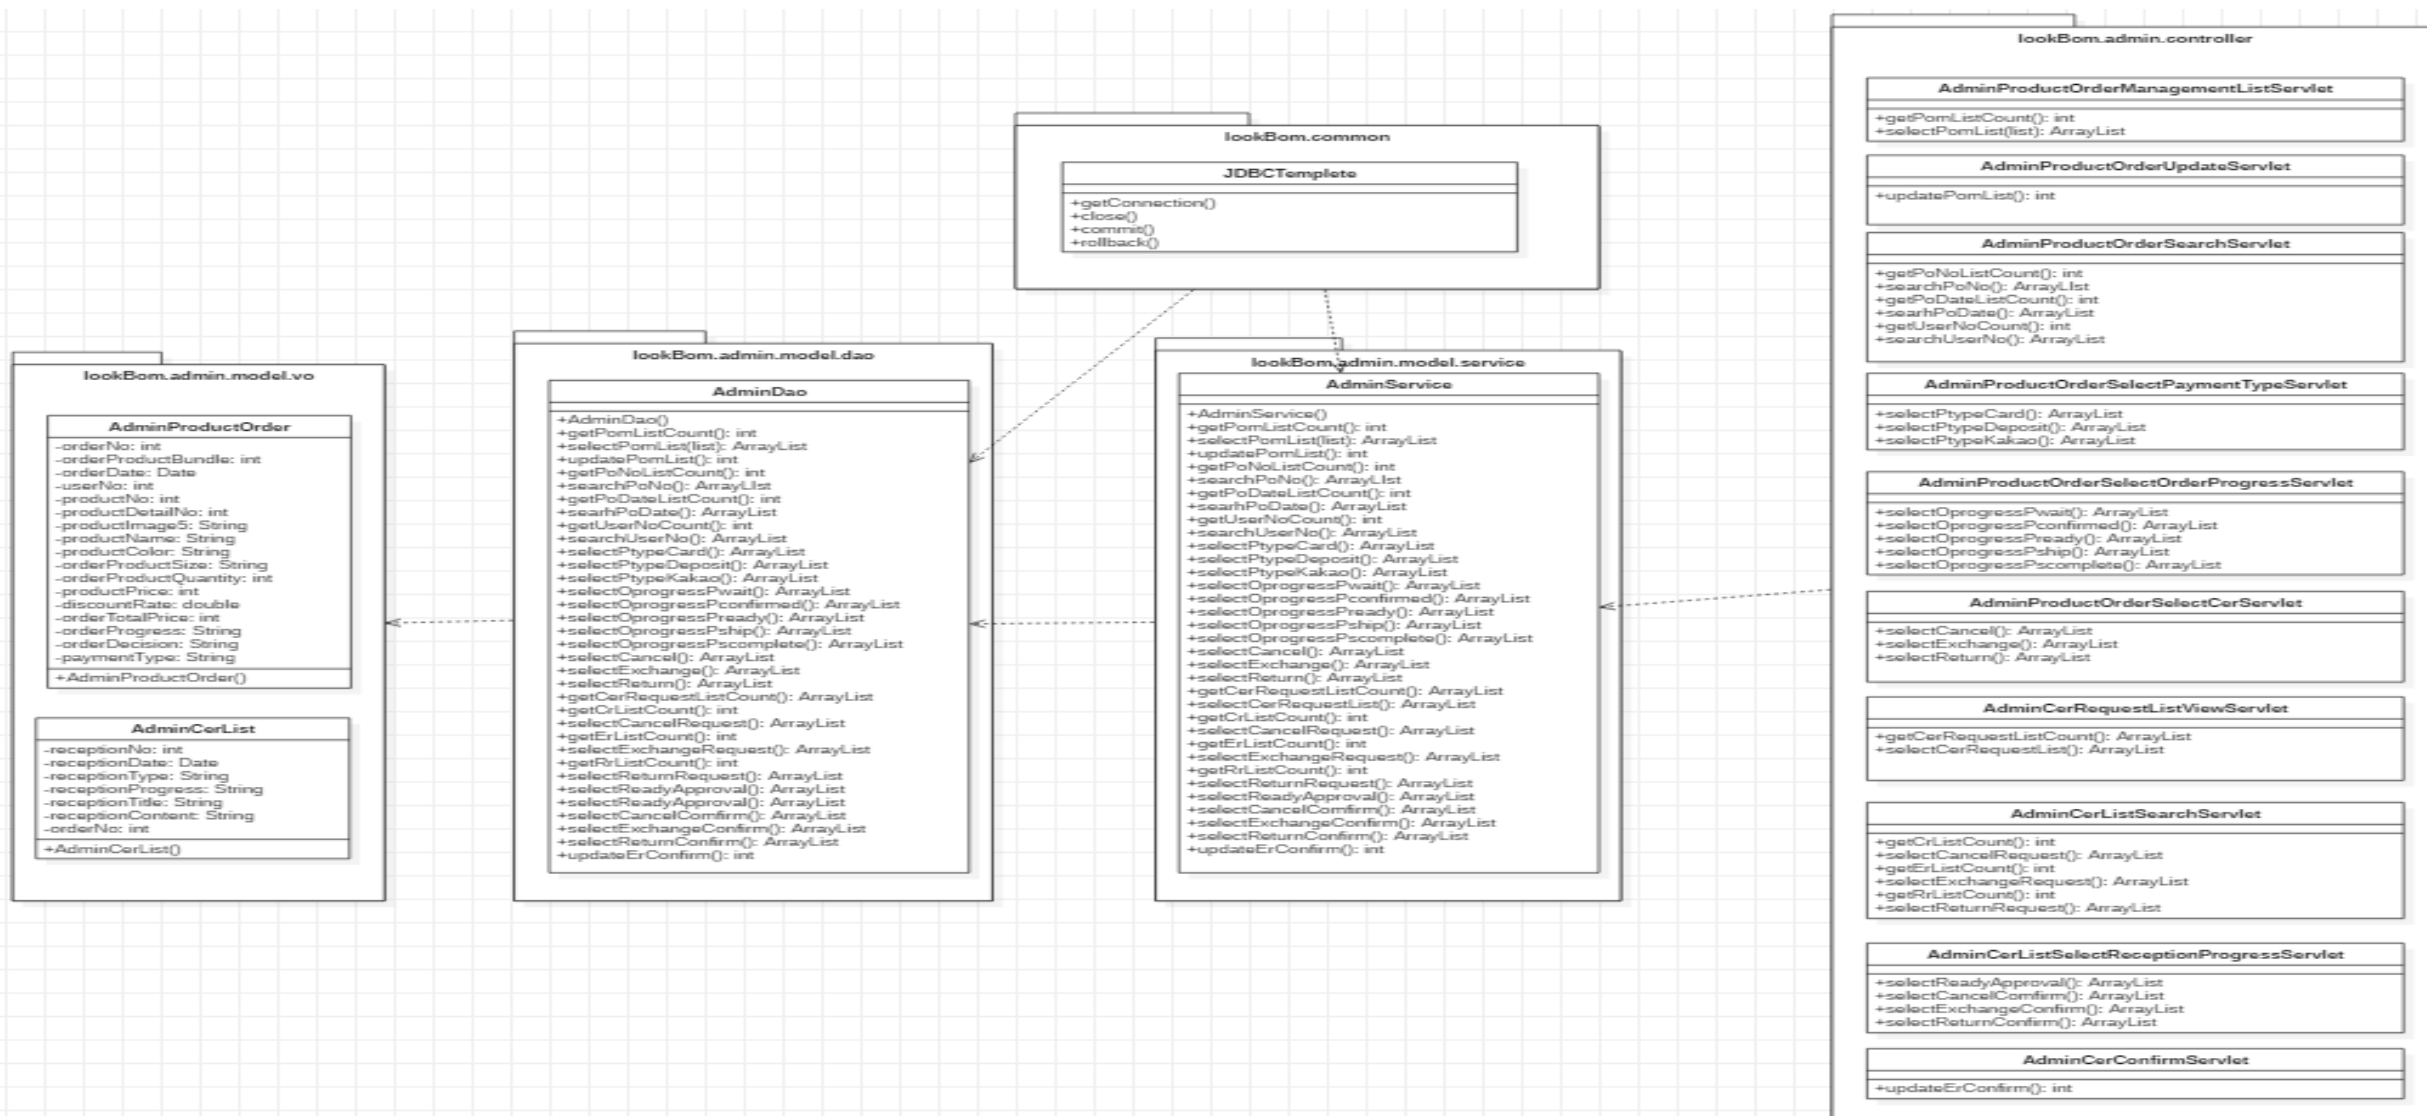 lookBom.admin.model.vo
AdminProductOrder
-orderNo: int
-orderProductBundle: int
-orderDate: Date
-userNo: int
-productNo: int
-productDetailNo: int
-productImage5: String
-productName: String
-productColor: String
-orderProductSize: String
-orderProductQuantity: int
-productPrice: int
-discountRate: double
-orderTotalPrice: int
-orderProgress: String
-orderDecision: String
-paymentType: String
+AdminProductOrder()
AdminCerList
-receptionNo: int
-receptionDate: Date
-receptionType: String
-receptionProgress: String
-receptionTitle: String
-receptionContent: String
-orderNo: int
+AdminCerList()
lookBom.admin.model.dao
AdminDao
+AdminDao()
+getPomListCount(): int
+selectPomList(list): ArrayList
+updatePomList(): int
+getPoNoListCount(): int
+searchPoNo(): ArrayLIst
+getPoDateListCount(): int
+searhPoDate(): ArrayList
+getUserNoCount(): int
+searchUserNo(): ArrayList
+selectPtypeCard(): ArrayList
+selectPtypeDeposit(): ArrayList
+selectPtypeKakao(): ArrayList
+selectOprogressPwait(): ArrayList
+selectOprogressPconfirmed(): ArrayList
+selectOprogressPready(): ArrayList
+selectOprogressPship(): ArrayList
+selectOprogressPscomplete(): ArrayList
+selectCancel(): ArrayList
+selectExchange(): ArrayList
+selectReturn(): ArrayList
+getCerRequestListCount(): ArrayList
+getCrListCount(): int
+selectCancelRequest(): ArrayList
+getErListCount(): int
+selectExchangeRequest(): ArrayList
+getRrListCount(): int
+selectReturnRequest(): ArrayList
+selectReadyApproval(): ArrayList
+selectReadyApproval(): ArrayList
+selectCancelComfirm(): ArrayList
+selectExchangeConfirm(): ArrayList
+selectReturnConfirm(): ArrayList
+updateErConfirm(): int
lookBom.common
JDBCTemplete
+getConnection()
+close()
+commit()
+rollback()
lookBom.admin.model.service
AdminService
+AdminService()
+getPomListCount(): int
+selectPomList(list): ArrayList
+updatePomList(): int
+getPoNoListCount(): int
+searchPoNo(): ArrayLIst
+getPoDateListCount(): int
+searhPoDate(): ArrayList
+getUserNoCount(): int
+searchUserNo(): ArrayList
+selectPtypeCard(): ArrayList
+selectPtypeDeposit(): ArrayList
+selectPtypeKakao(): ArrayList
+selectOprogressPwait(): ArrayList
+selectOprogressPconfirmed(): ArrayList
+selectOprogressPready(): ArrayList
+selectOprogressPship(): ArrayList
+selectOprogressPscomplete(): ArrayList
+selectCancel(): ArrayList
+selectExchange(): ArrayList
+selectReturn(): ArrayList
+getCerRequestListCount(): ArrayList
+selectCerRequestList(): ArrayList
+getCrListCount(): int
+selectCancelRequest(): ArrayList
+getErListCount(): int
+selectExchangeRequest(): ArrayList
+getRrListCount(): int
+selectReturnRequest(): ArrayList
+selectReadyApproval(): ArrayList
+selectCancelComfirm(): ArrayList
+selectExchangeConfirm(): ArrayList
+selectReturnConfirm(): ArrayList
+updateErConfirm(): int
lookBom.admin.controller
AdminProductOrderManagementListServlet
+getPomListCount(): int
+selectPomList(list): ArrayList
AdminProductOrderUpdateServlet
+updatePomList(): int
AdminProductOrderSearchServlet
+getPoNoListCount(): int
+searchPoNo(): ArrayLIst
+getPoDateListCount(): int
+searhPoDate(): ArrayList
+getUserNoCount(): int
+searchUserNo(): ArrayList
AdminProductOrderSelectPaymentTypeServlet
+selectPtypeCard(): ArrayList
+selectPtypeDeposit(): ArrayList
+selectPtypeKakao(): ArrayList
AdminProductOrderSelectOrderProgressServlet
+selectOprogressPwait(): ArrayList
+selectOprogressPconfirmed(): ArrayList
+selectOprogressPready(): ArrayList
+selectOprogressPship(): ArrayList
+selectOprogressPscomplete(): ArrayList
AdminProductOrderSelectCerServlet
+selectCancel(): ArrayList
+selectExchange(): ArrayList
+selectReturn(): ArrayList
AdminCerRequestListViewServlet
+getCerRequestListCount(): ArrayList
+selectCerRequestList(): ArrayList
AdminCerListSearchServlet
+getCrListCount(): int
+selectCancelRequest(): ArrayList
+getErListCount(): int
+selectExchangeRequest(): ArrayList
+getRrListCount(): int
+selectReturnRequest(): ArrayList
AdminCerListSelectReceptionProgressServlet
+selectReadyApproval(): ArrayList
+selectCancelComfirm(): ArrayList
+selectExchangeConfirm(): ArrayList
+selectReturnConfirm(): ArrayList
AdminCerConfirmServlet
+updateErConfirm(): int